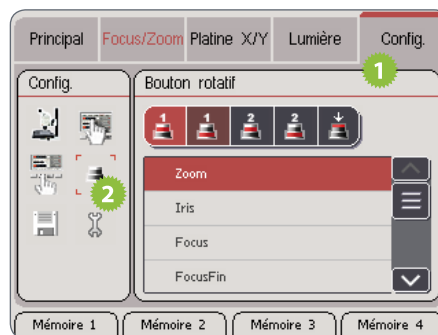 Principal Focus/Zoom Platine X/Y Lumière Config.
1
Config. Bouton rotatif
1 1 2 2
Zoom
2
Iris
Focus
FocusFin
Mémoire 1 Mémoire 2 Mémoire 3 Mémoire 4